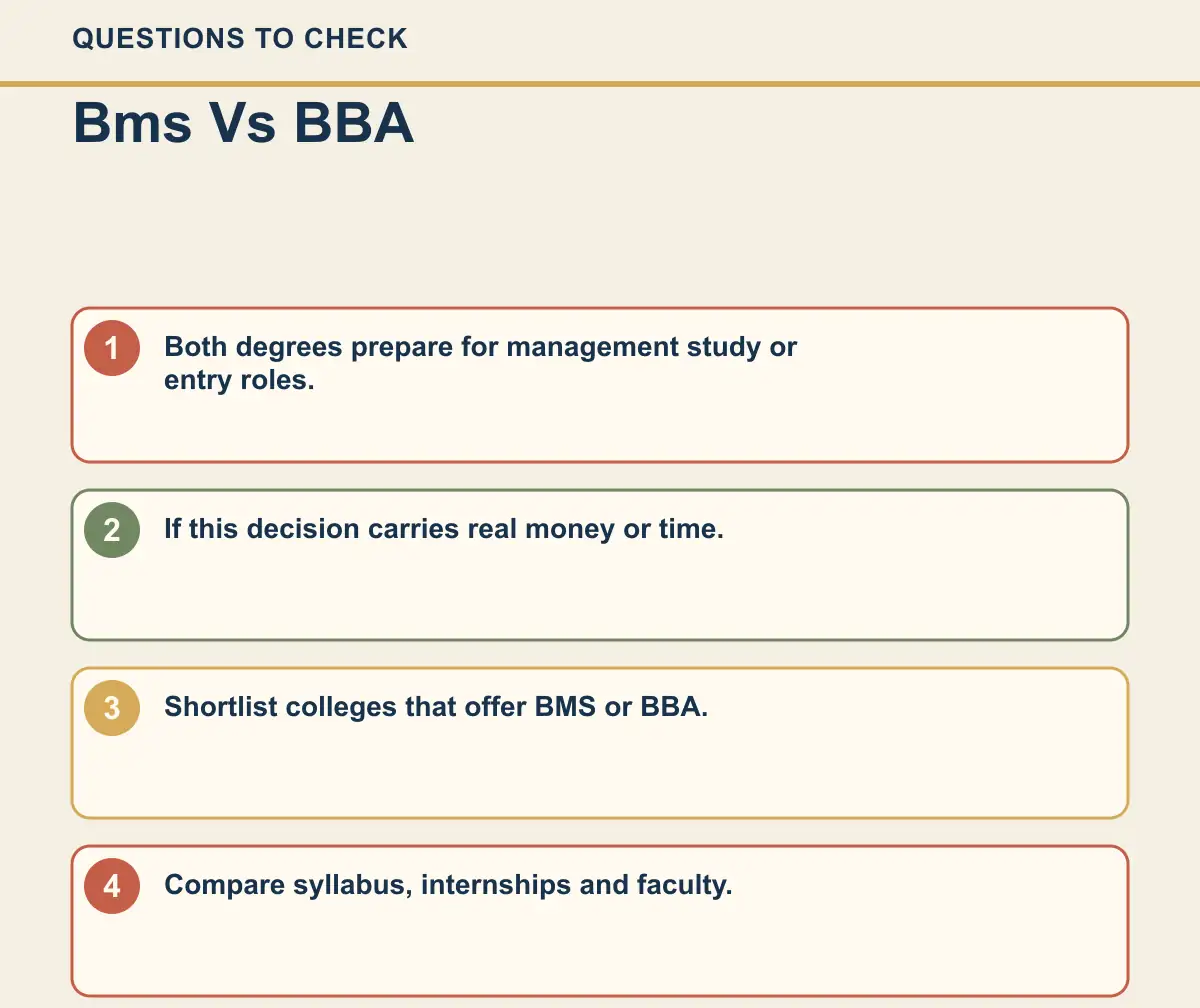 QUESTIONS TO CHECK
Bms Vs BBA
1
Both degrees prepare for management study or
entry roles.
2
If this decision carries real money or time.
3
Shortlist colleges that offer BMS or BBA.
4
Compare syllabus, internships and faculty.